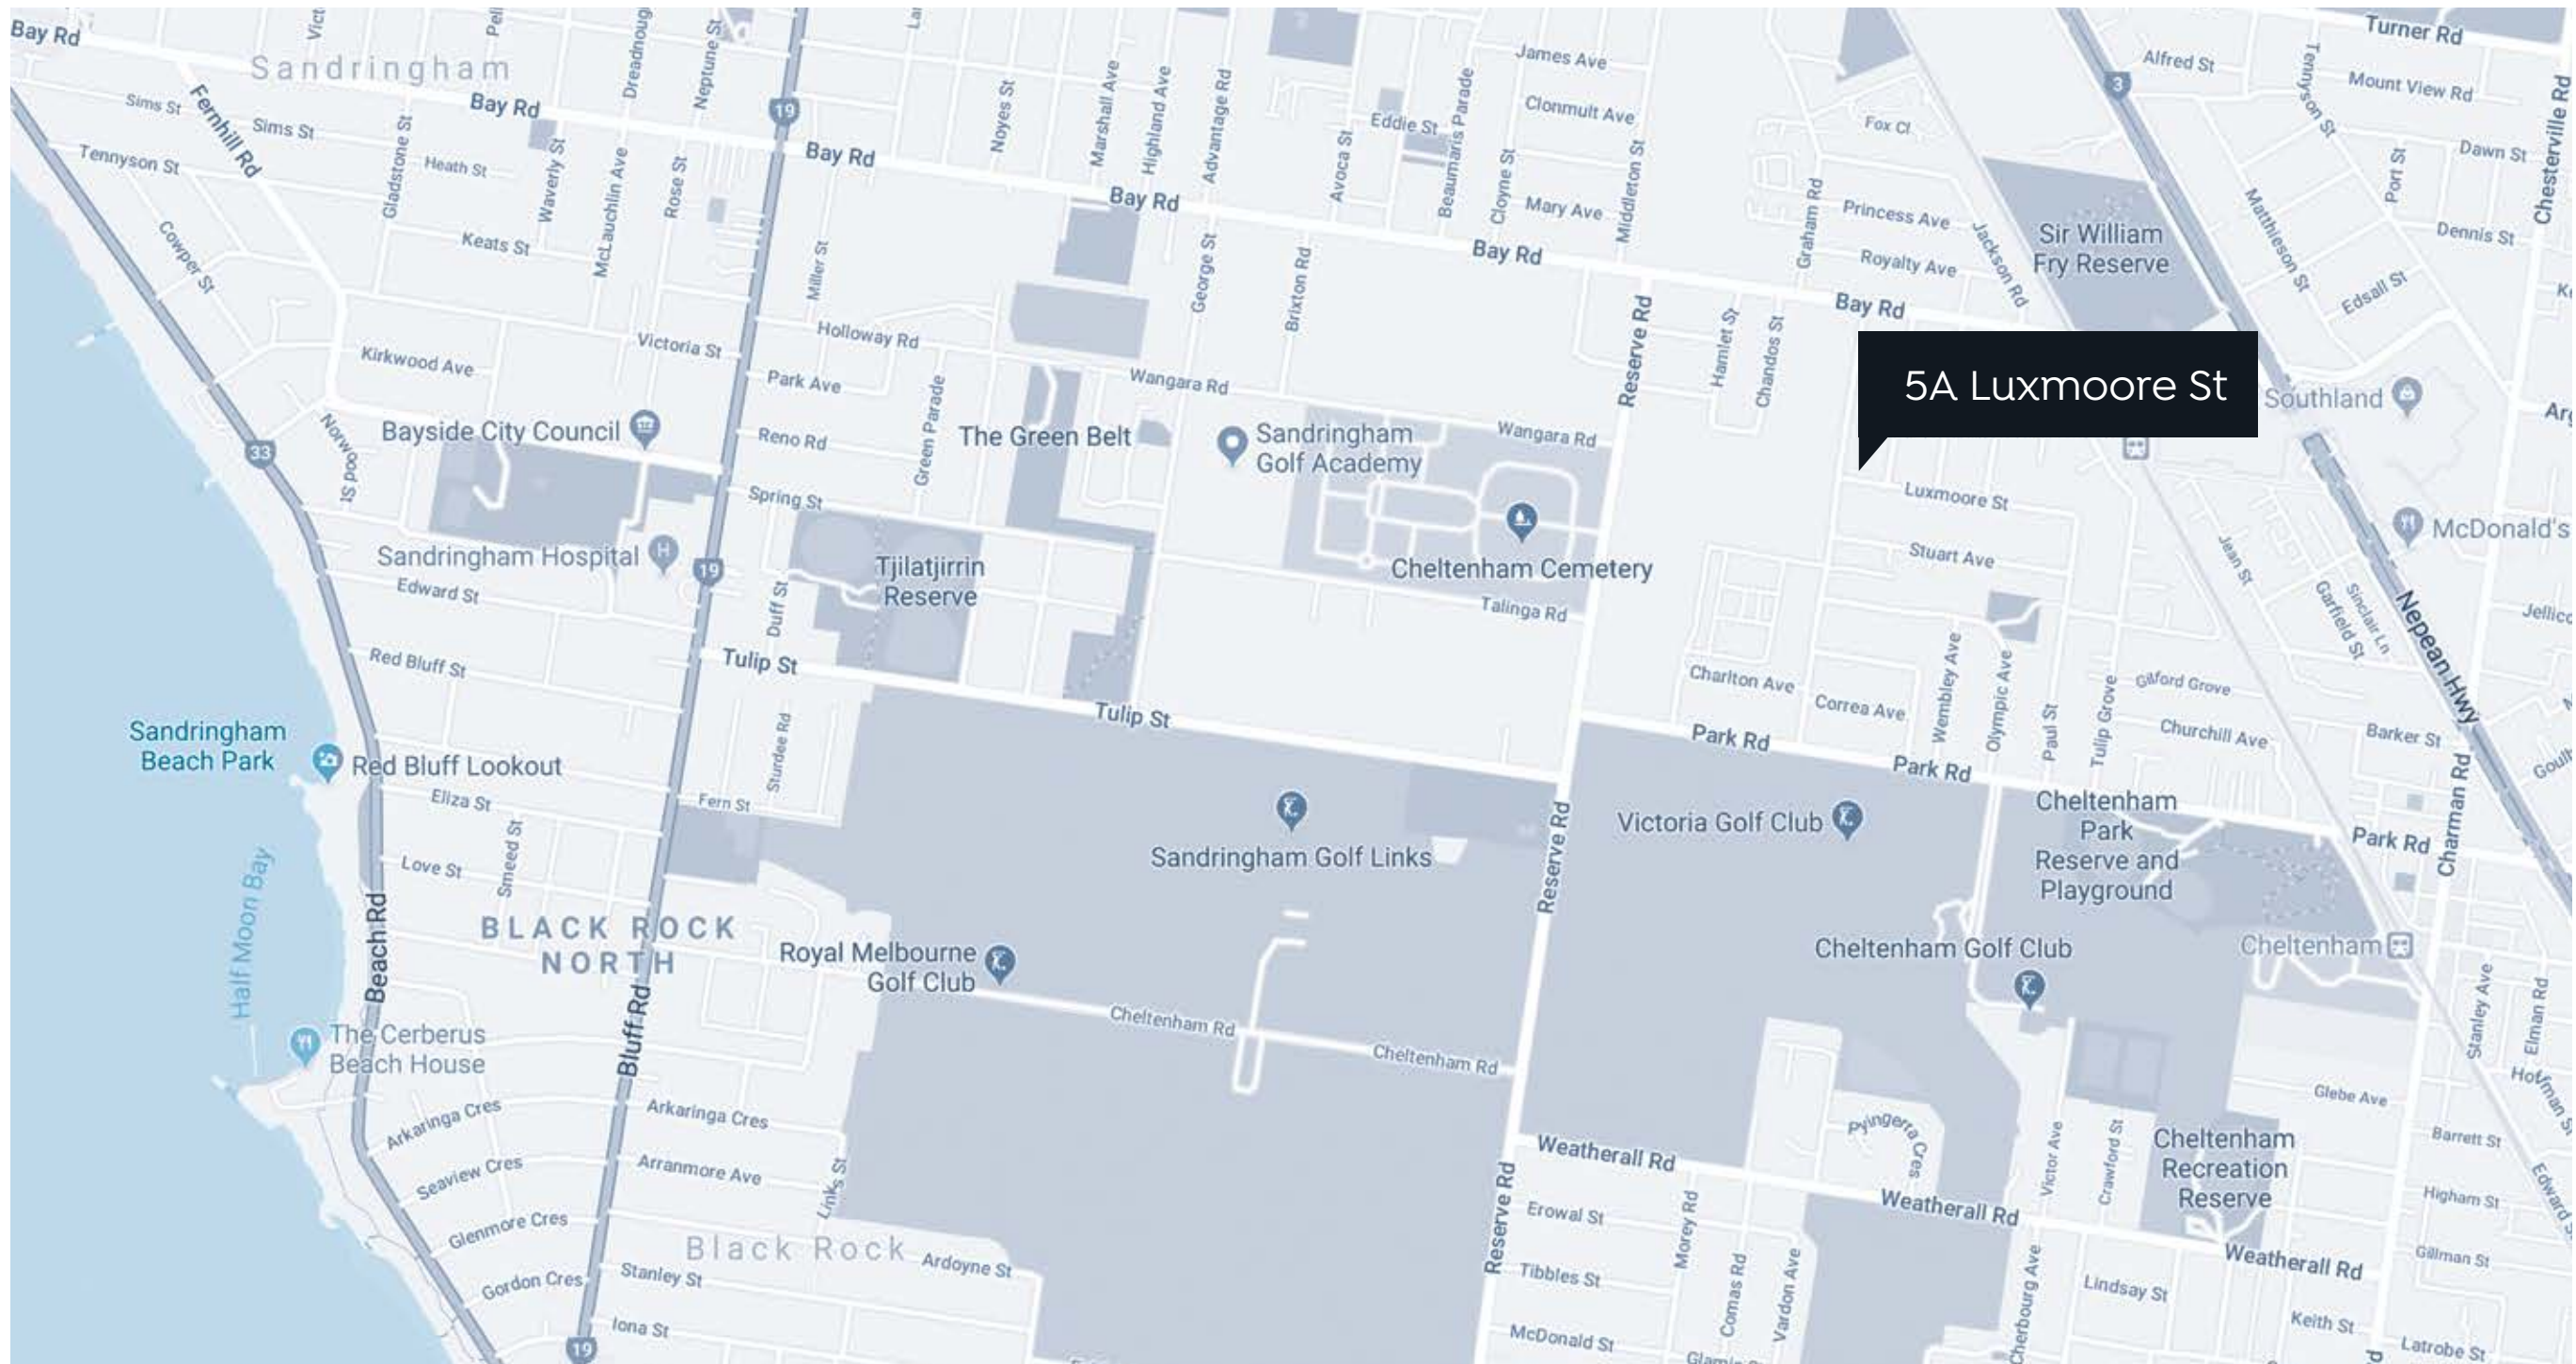 Bay Rd
Sandringham
Neptune St
19
James Ave
Clonmult Ave
Turner Rd
Alfred St
Tennyson St
Mount View Rd
Chesterville Rd
3
Sims St
Fernhill Rd
Sims St
Bay Rd
Gladstone St
Heath St
Waverly St
McLauchlin Ave
Rose St
Bay Rd
Noyes St
Marshall Ave
Highland Ave
Advantage Rd
Avoca St
Eddie St
Beaumaris Parade
Cloyne St
Mary Ave
Middleton St
Fox Cl
Graham Rd
Princess Ave
Royalty Ave
Jackson Rd
Sir William
Fry Reserve
Matthieson St
Port St
Dawn St
Dennis St
Edsall St
Tennyson St
Cowper St
Keats St
Miller St
Bay Rd
George St
Brixton Rd
Bay Rd
Reserve Rd
Hamlet St
Chandos St
Bay Rd
5A Luxmoore St
Southland
Kirkwood Ave
Victoria St
Holloway Rd
Park Ave
Green Parade
Wangara Rd
Norwood St
33
Bayside City Council
Reno Rd
The Green Belt
Sandringham
Golf Academy
Wangara Rd
Spring St
Cheltenham Cemetery
Luxmoore St
Stuart Ave
McDonald's
Sandringham Hospital
19
Tjilatjirrin
Reserve
Duff St
Talinga Rd
Jean St
Sinclair Ln
Garfield St
Nepean Hwy
Edward St
Red Bluff St
Tulip St
Tulip St
Sturdee Rd
Charlton Ave
Correa Ave
Wembley Ave
Olympic Ave
Paul St
Tulip Grove
Gilford Grove
Churchill Ave
Barker St
Park Rd
Park Rd
Sandringham
Beach Park
Red Bluff Lookout
Eliza St
Fern St
Smeed St
Love St
Sandringham Golf Links
Reserve Rd
Victoria Golf Club
Cheltenham
Park
Reserve and
Playground
Park Rd
Charman Rd
Half Moon Bay
Beach Rd
BLACK ROCK
NORTH
Bluff Rd
Royal Melbourne
Golf Club
Cheltenham Golf Club
Cheltenham
Cheltenham Rd
Cheltenham Rd
Stanley Ave
Elman Rd
The Cerberus
Beach House
Arkaringa Cres
Arkaringa Cres
Seaview Cres
Arranmore Ave
Links St
Glenmore Cres
Black Rock
Ardoyne St
Gordon Cres
Stanley St
Iona St
19
Weatherall Rd
Reserve Rd
Erowal St
Tibbles St
McDonald St
Morey Rd
Comas Rd
Vardon Ave
Pyingerra Cres
Weatherall Rd
Victor Ave
Crawford St
Cherbourg Ave
Cheltenham
Recreation
Reserve
Weatherall Rd
Lindsay St
Glebe Ave
Barrett St
Higham St
Gillman St
Keith St
Latrobe St
Hoffman St